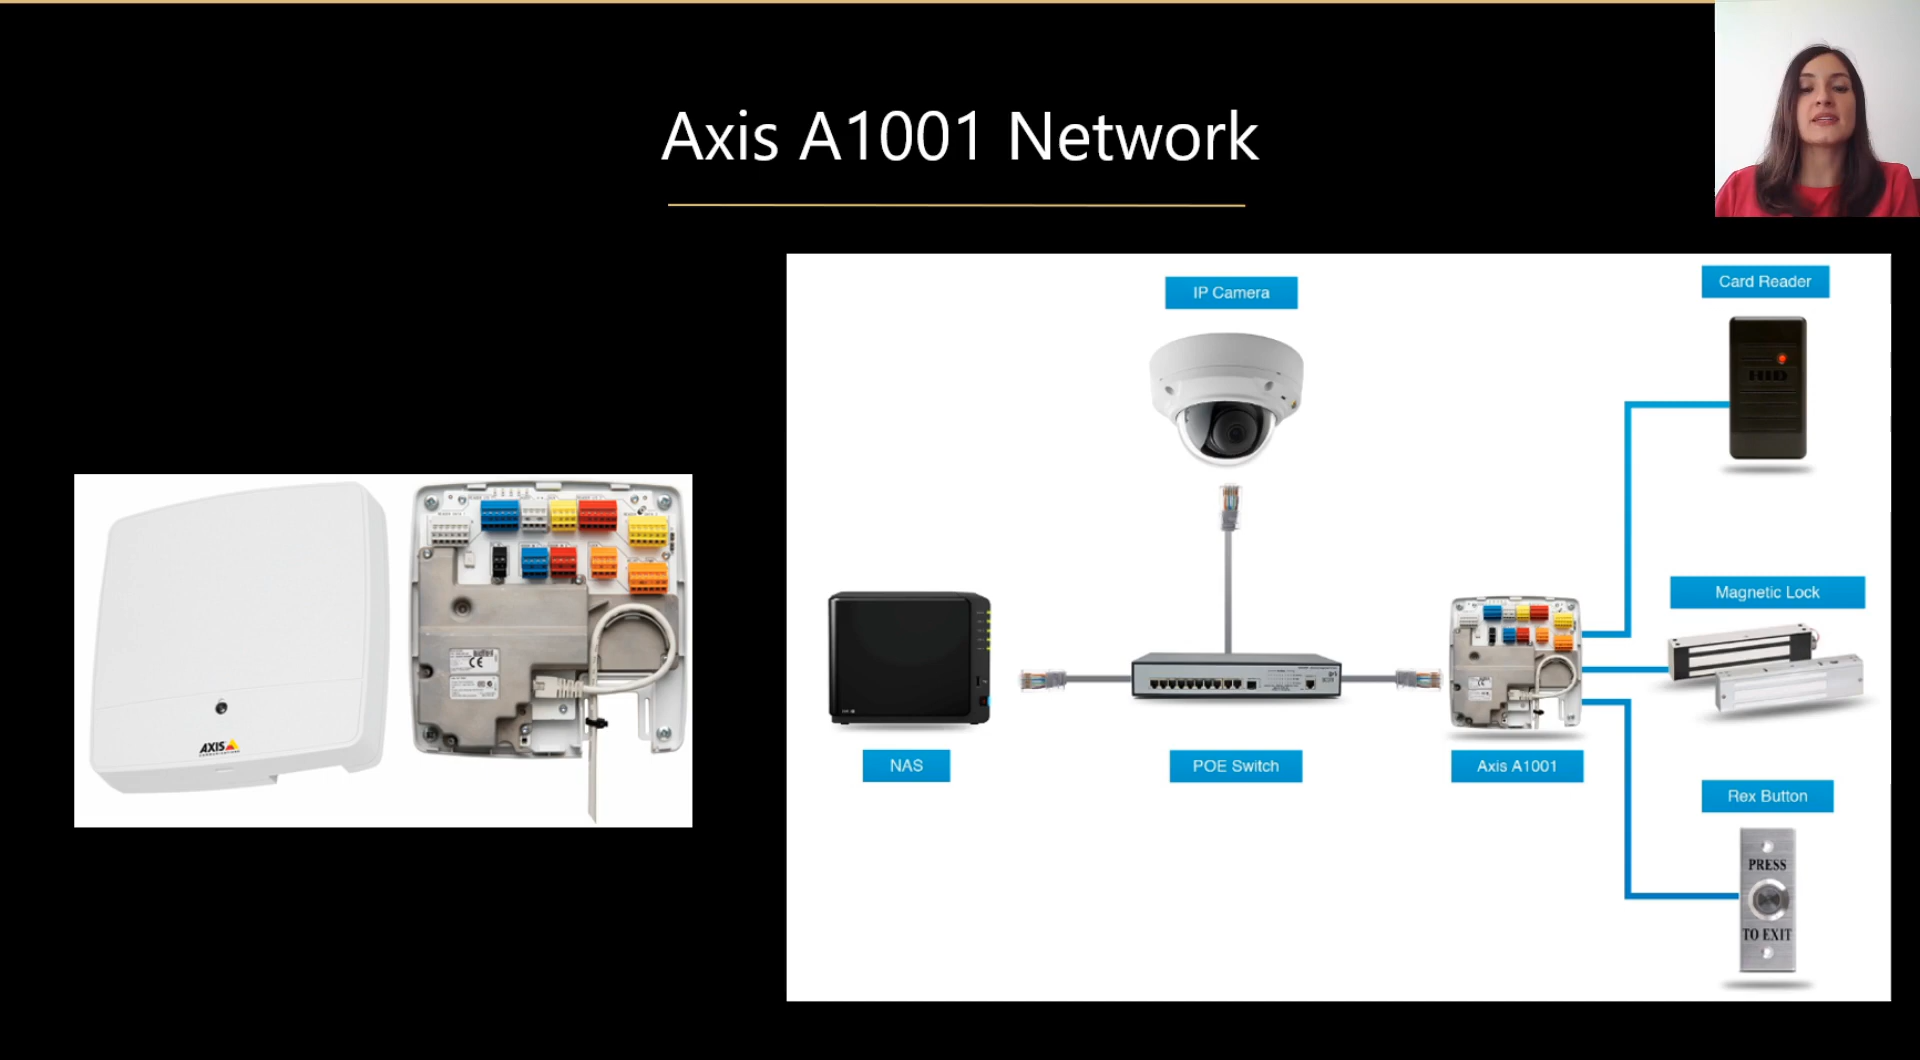 Axis A1001 Network
IP Camera
Card Reader
HID
Magnetic Lock
AXIS
COMMUNICATIONS
NAS
POE Switch
Axis A1001
Rex Button
PRESS
TO EXIT